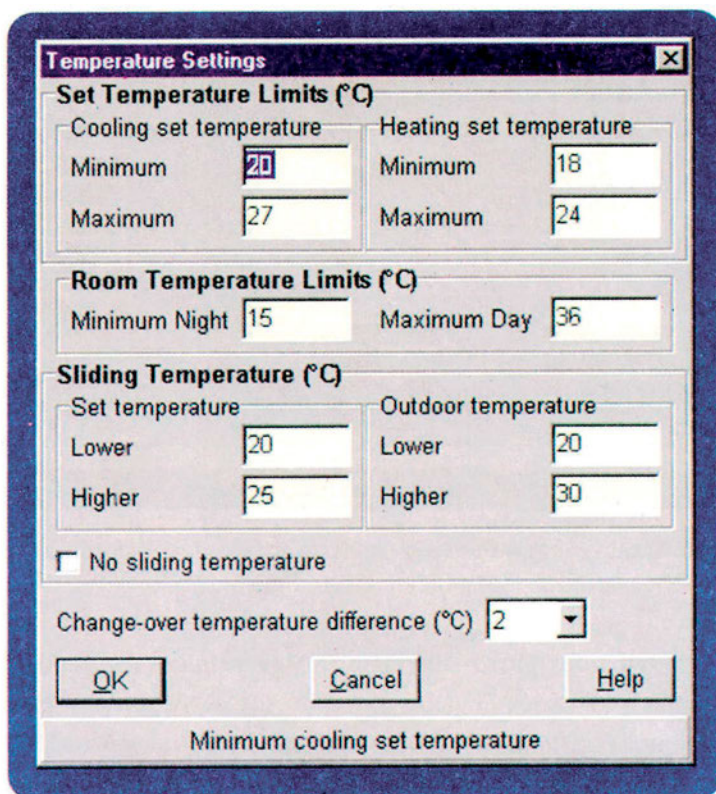 Temperature Settings
Set Temperature Limits (°C)
Cooling set temperature
Minimum 20
Maximum 27
Heating set temperature
Minimum 18
Maximum 24
Room Temperature Limits (°C)
Minimum Night 15 Maximum Day 36
Sliding Temperature (°C)
Set temperature
Lower 20
Higher 25
Outdoor temperature
Lower 20
Higher 30
No sliding temperature
Change-over temperature difference (°C) 2
OK Cancel Help
Minimum cooling set temperature